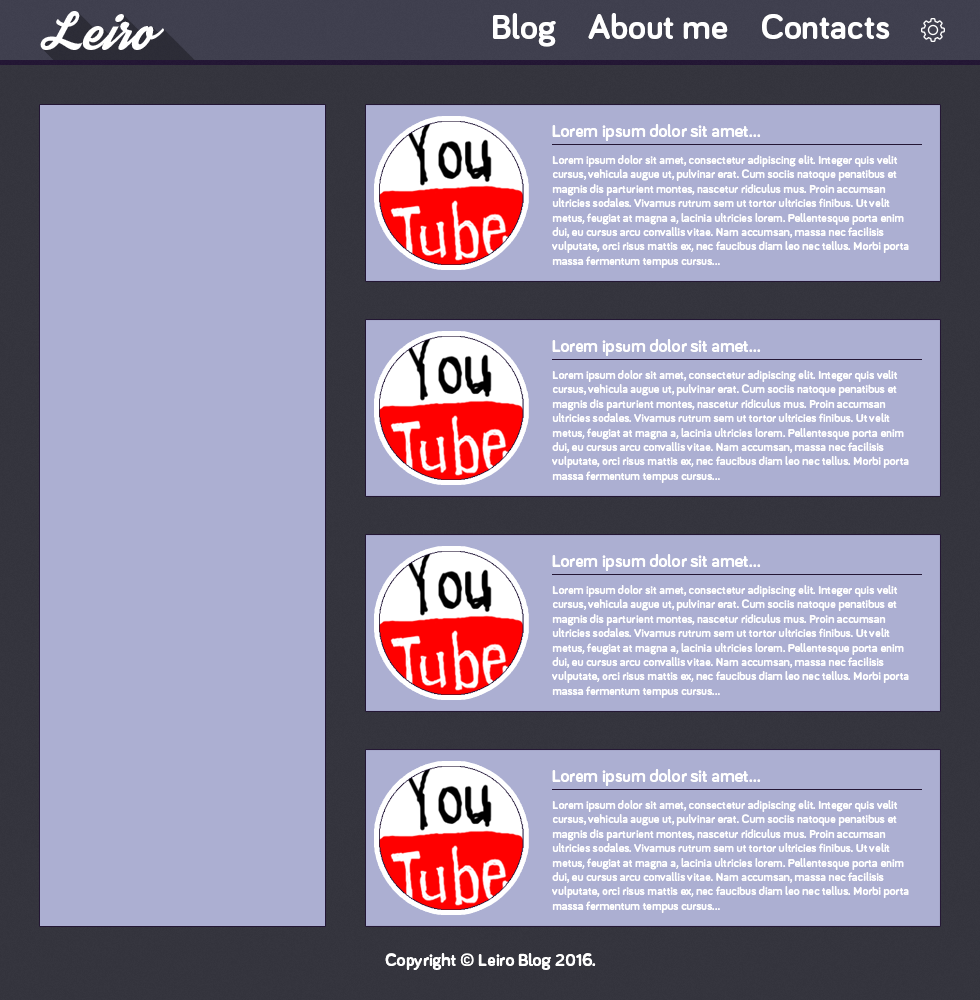 Leiro
Blog About me Contacts
You
Tube
Lorem ipsum dolor sit amet...
Lorem ipsum dolor sit amet, consectetur adipiscing elit. Integer quis velit
cursus, vehicula augue ut, pulvinar erat. Cum sociis natoque penatibus et
magnis dis parturient montes, nascetur ridiculus mus. Proin accumsan
ultricies sodales. Vivamus rutrum sem ut tortor ultricies finibus. Ut velit
metus, feugiat at magna a, lacinia ultricies lorem. Pellentesque porta enim
dui, eu cursus arcu convallis vitae. Nam accumsan, massa nec facilisis
vulputate, orci risus mattis ex, nec faucibus diam leo nec tellus. Morbi porta
massa fermentum tempus cursus...
You
Tube
Lorem ipsum dolor sit amet...
Lorem ipsum dolor sit amet, consectetur adipiscing elit. Integer quis velit
cursus, vehicula augue ut, pulvinar erat. Cum sociis natoque penatibus et
magnis dis parturient montes, nascetur ridiculus mus. Proin accumsan
ultricies sodales. Vivamus rutrum sem ut tortor ultricies finibus. Ut velit
metus, feugiat at magna a, lacinia ultricies lorem. Pellentesque porta enim
dui, eu cursus arcu convallis vitae. Nam accumsan, massa nec facilisis
vulputate, orci risus mattis ex, nec faucibus diam leo nec tellus. Morbi porta
massa fermentum tempus cursus...
You
Tube
Lorem ipsum dolor sit amet...
Lorem ipsum dolor sit amet, consectetur adipiscing elit. Integer quis velit
cursus, vehicula augue ut, pulvinar erat. Cum sociis natoque penatibus et
magnis dis parturient montes, nascetur ridiculus mus. Proin accumsan
ultricies sodales. Vivamus rutrum sem ut tortor ultricies finibus. Ut velit
metus, feugiat at magna a, lacinia ultricies lorem. Pellentesque porta enim
dui, eu cursus arcu convallis vitae. Nam accumsan, massa nec facilisis
vulputate, orci risus mattis ex, nec faucibus diam leo nec tellus. Morbi porta
massa fermentum tempus cursus...
You
Tube
Lorem ipsum dolor sit amet...
Lorem ipsum dolor sit amet, consectetur adipiscing elit. Integer quis velit
cursus, vehicula augue ut, pulvinar erat. Cum sociis natoque penatibus et
magnis dis parturient montes, nascetur ridiculus mus. Proin accumsan
ultricies sodales. Vivamus rutrum sem ut tortor ultricies finibus. Ut velit
metus, feugiat at magna a, lacinia ultricies lorem. Pellentesque porta enim
dui, eu cursus arcu convallis vitae. Nam accumsan, massa nec facilisis
vulputate, orci risus mattis ex, nec faucibus diam leo nec tellus. Morbi porta
massa fermentum tempus cursus...
Copyright © Leiro Blog 2016.